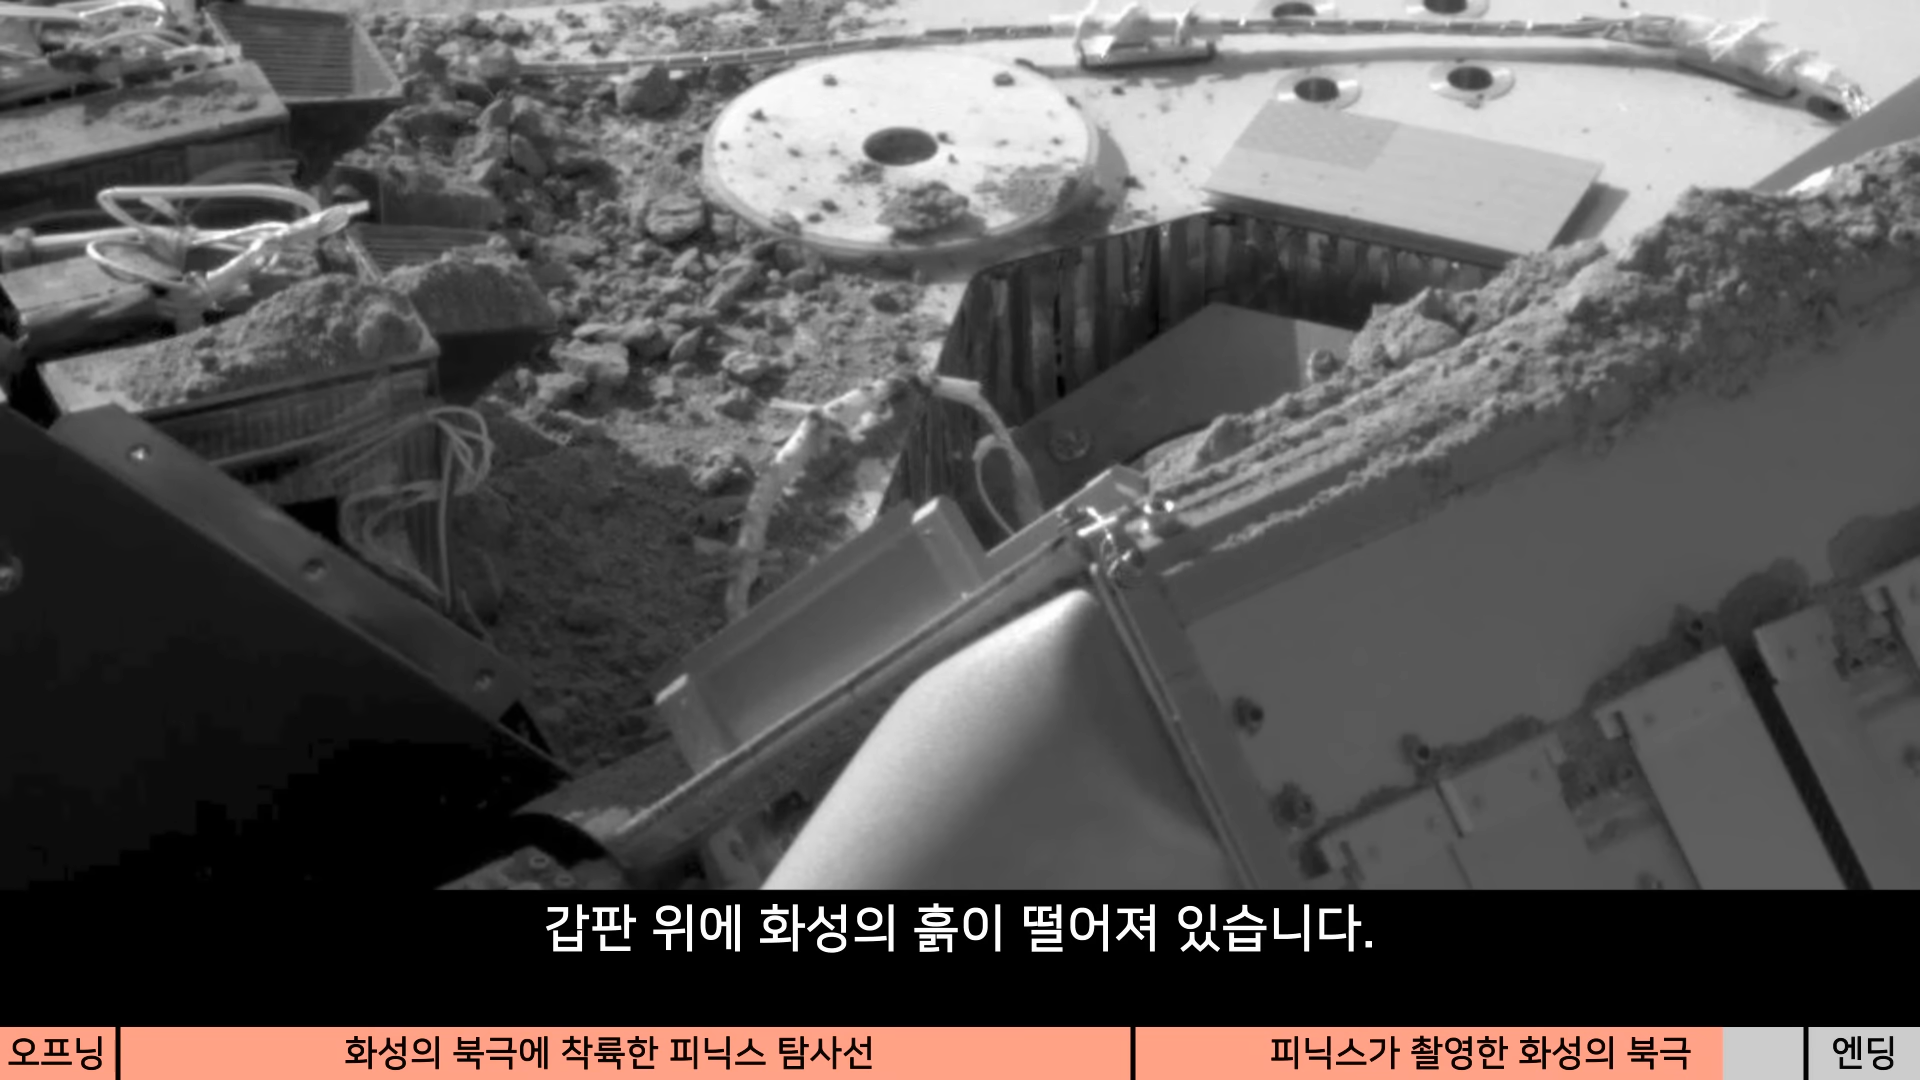 갑판 위에 화성의 흙이 떨어져 있습니다.
오프닝
화성의 북극에 착륙한 피닉스 탐사선
피닉스가 촬영한 화성의 북극
엔딩